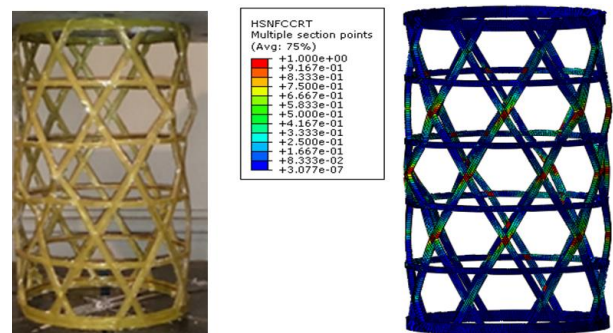 HSNFCCRT
Multiple section points
(Avg: 75%)
+1.000e+00
+9.167e-01
+8.333e-01
+7.500e-01
+6.667e-01
+5.833e-01
+5.000e-01
+4.167e-01
+3.333e-01
+2.500e-01
+1.667e-01
+8.333e-02
+3.077e-07